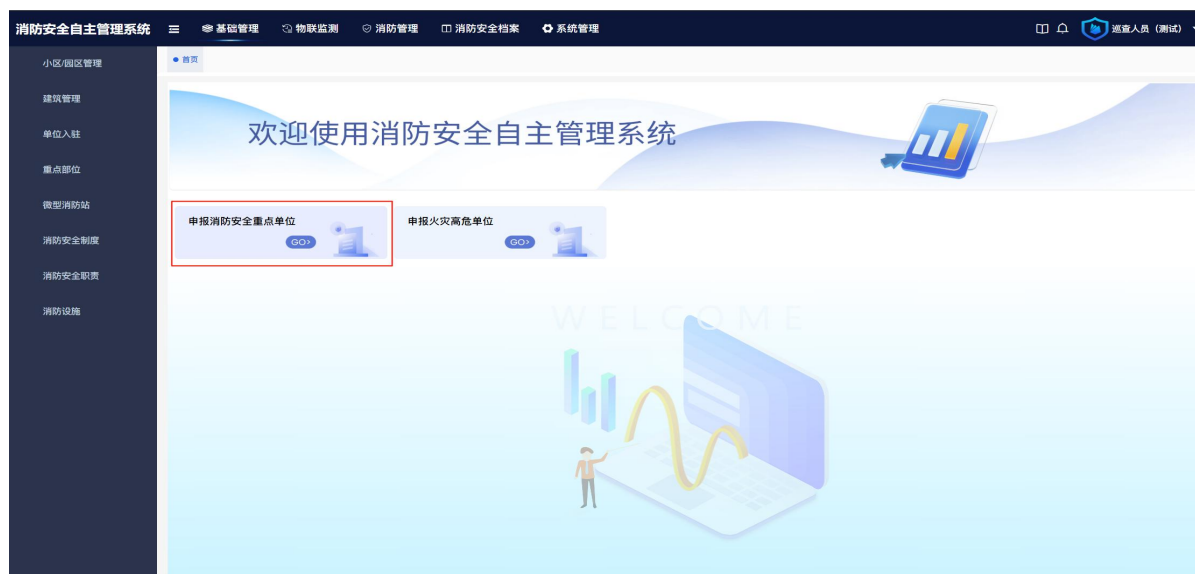 消防安全自主管理系统 基础管理 物联监测 消防管理 消防安全档案 系统管理 巡查人员（测试）
小区/园区管理
首页
建筑管理
单位入驻
重点部位
微型消防站
消防安全制度
消防安全职责
消防设施
欢迎使用消防安全自主管理系统
申报消防安全重点单位
GO>
申报火灾高危单位
GO>
WELCOME